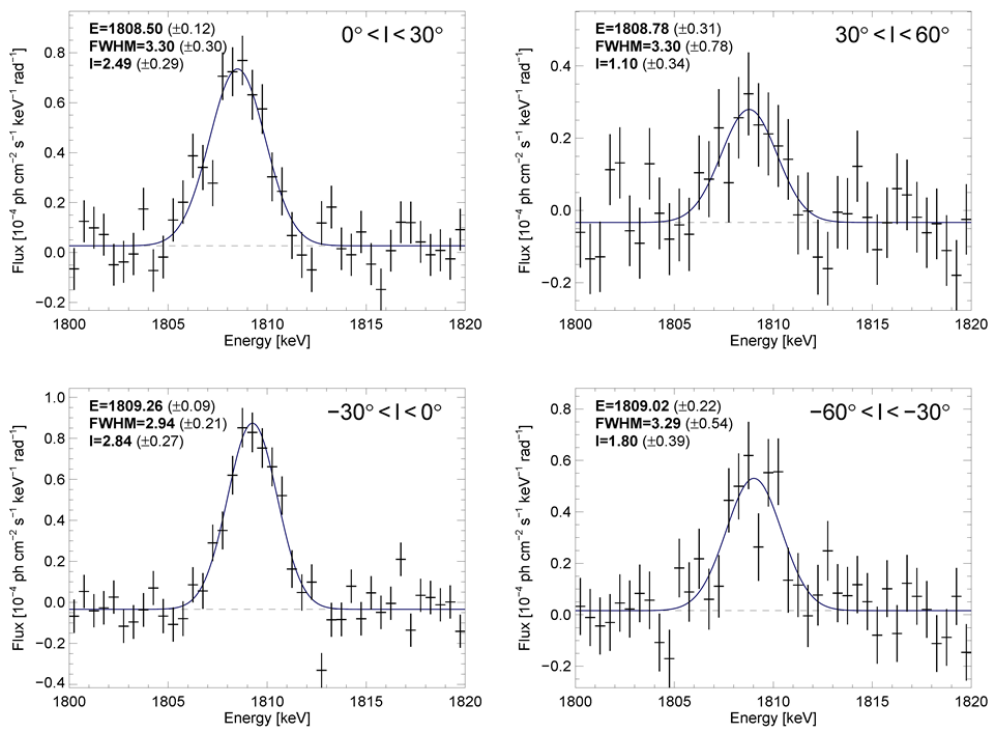 E=1808.50 (±0.12)
FWHM=3.30 (±0.30)
I=2.49 (±0.29)
0° < l < 30°
Flux [10⁻⁴ ph cm⁻² s⁻¹ keV⁻¹ rad⁻¹]
0.8
0.6
0.4
0.2
0.0
−0.2
1800 1805 1810 1815 1820
Energy [keV]
E=1808.78 (±0.31)
FWHM=3.30 (±0.78)
I=1.10 (±0.34)
30° < l < 60°
Flux [10⁻⁴ ph cm⁻² s⁻¹ keV⁻¹ rad⁻¹]
0.4
0.2
0.0
−0.2
1800 1805 1810 1815 1820
Energy [keV]
E=1809.26 (±0.09)
FWHM=2.94 (±0.21)
I=2.84 (±0.27)
−30° < l < 0°
Flux [10⁻⁴ ph cm⁻² s⁻¹ keV⁻¹ rad⁻¹]
1.0
0.8
0.6
0.4
0.2
0.0
−0.2
−0.4
1800 1805 1810 1815 1820
Energy [keV]
E=1809.02 (±0.22)
FWHM=3.29 (±0.54)
I=1.80 (±0.39)
−60° < l < −30°
Flux [10⁻⁴ ph cm⁻² s⁻¹ keV⁻¹ rad⁻¹]
0.8
0.6
0.4
0.2
0.0
−0.2
1800 1805 1810 1815 1820
Energy [keV]